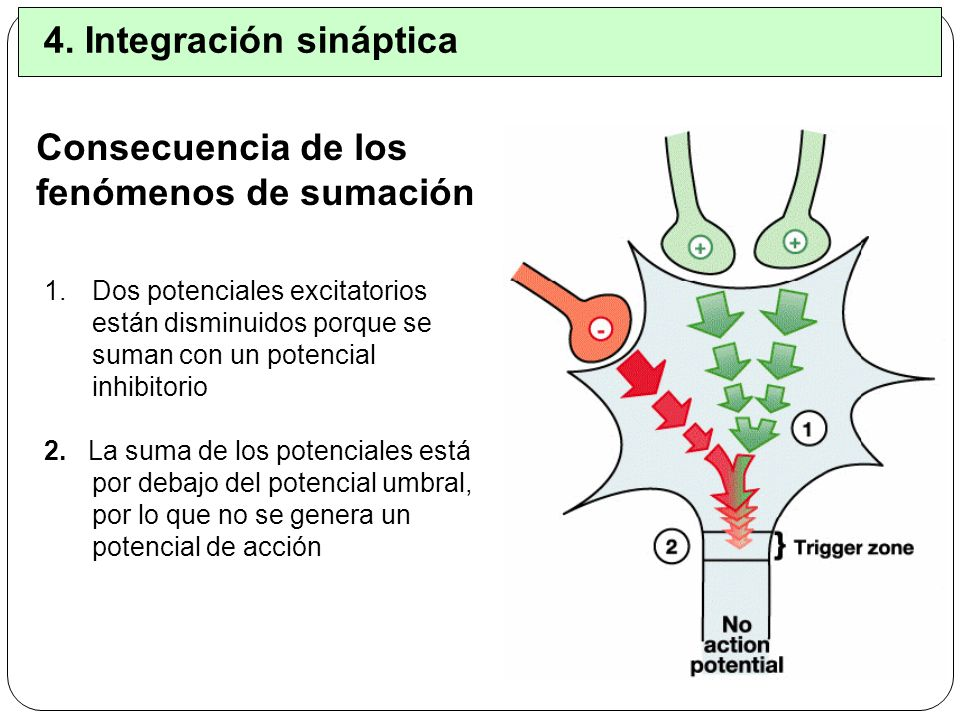 4. Integración sináptica
Consecuencia de los
fenómenos de sumación
1. Dos potenciales excitatorios
están disminuidos porque se
suman con un potencial
inhibitorio
2. La suma de los potenciales está
por debajo del potencial umbral,
por lo que no se genera un
potencial de acción
+
+
-
1
2
} Trigger zone
No
action
potential